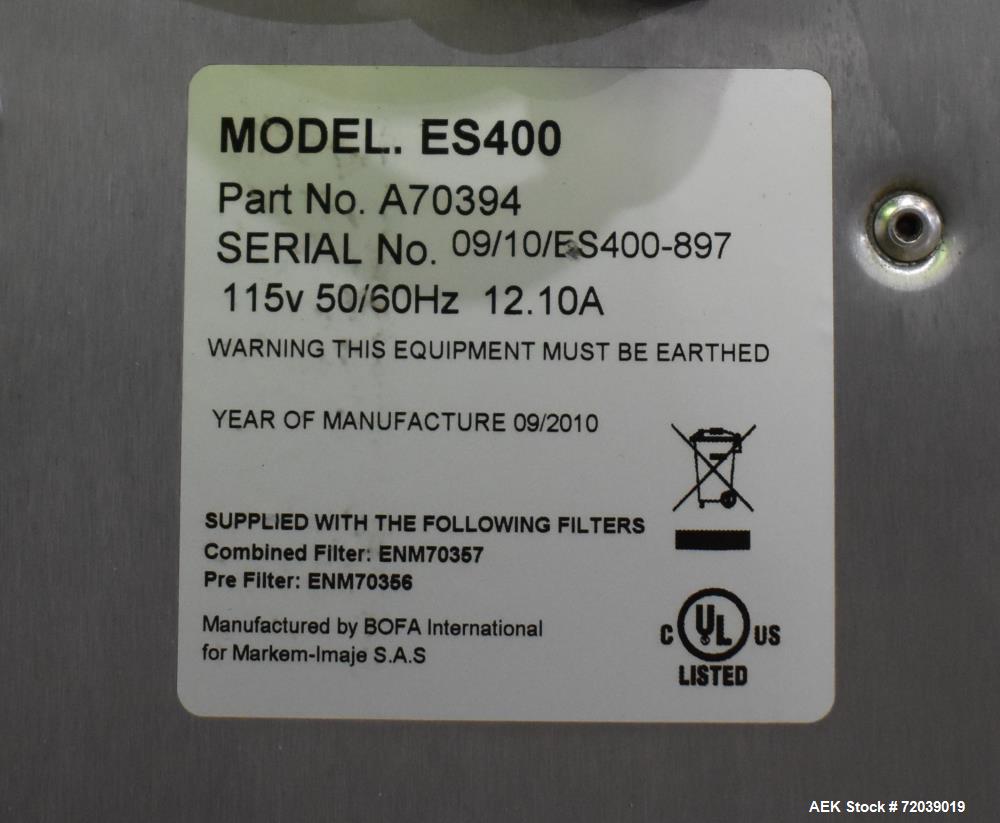 MODEL. ES400
Part No. A70394
SERIAL No. 09/10/ES400-897
115v 50/60Hz 12.10A
WARNING THIS EQUIPMENT MUST BE EARTHED
YEAR OF MANUFACTURE 09/2010
SUPPLIED WITH THE FOLLOWING FILTERS
Combined Filter: ENM70357
Pre Filter: ENM70356
Manufactured by BOFA International
for Markem-Imaje S.A.S
C UL US
LISTED
AEK Stock # 72039019